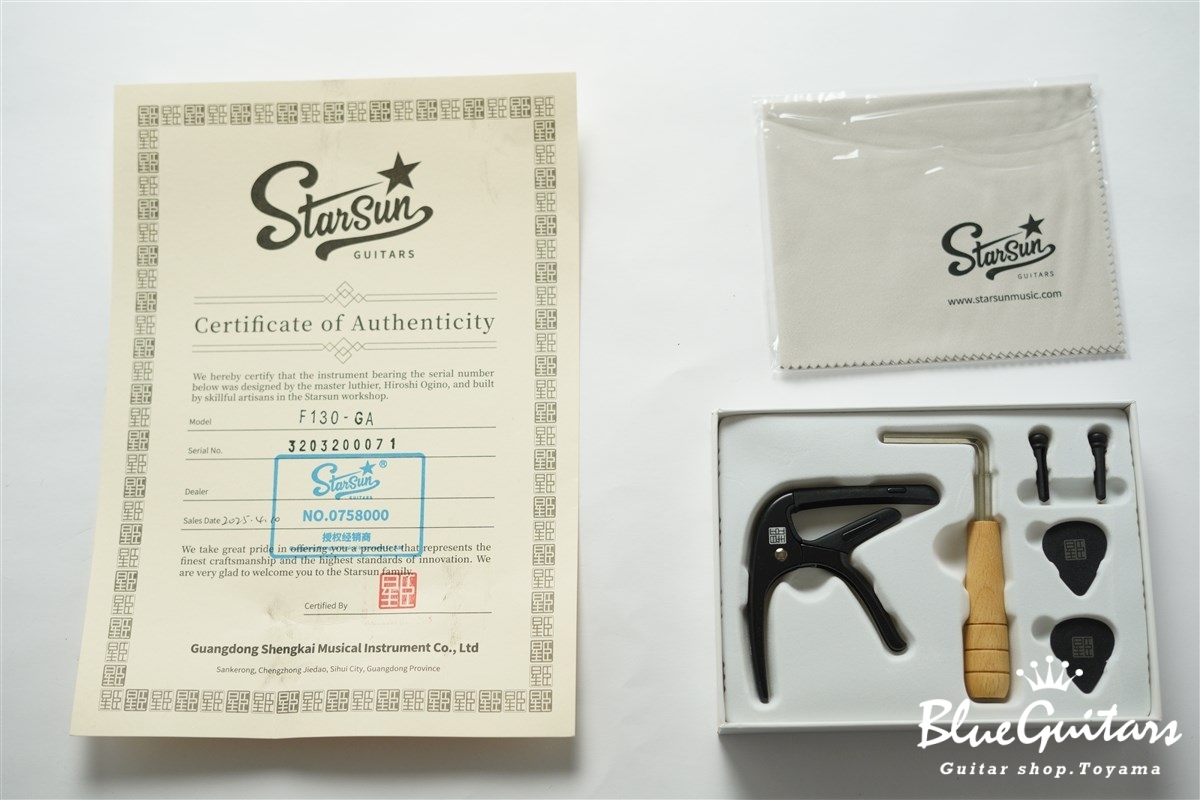 StarSun
GUITARS
Certificate of Authenticity
We hereby certify that the instrument bearing the serial number
below was designed by the master luthier, Hiroshi Ogino, and built
by skillful artisans in the Starsun workshop.
Model F130-GA
Serial No. 3203200071
StarSun®
GUITARS
Dealer
NO.0758000
Sales Date 2025-4.10
授权经销商
We take great pride in offering you a product that represents the
finest craftsmanship and the highest standards of innovation. We
are very glad to welcome you to the Starsun family.
Certified By
Guangdong Shengkai Musical Instrument Co., Ltd
Sankerong, Chengzhong Jiedao, Sihui City, Guangdong Province
StarSun
GUITARS
www.starsunmusic.com
BlueGuitars
Guitar shop.Toyama